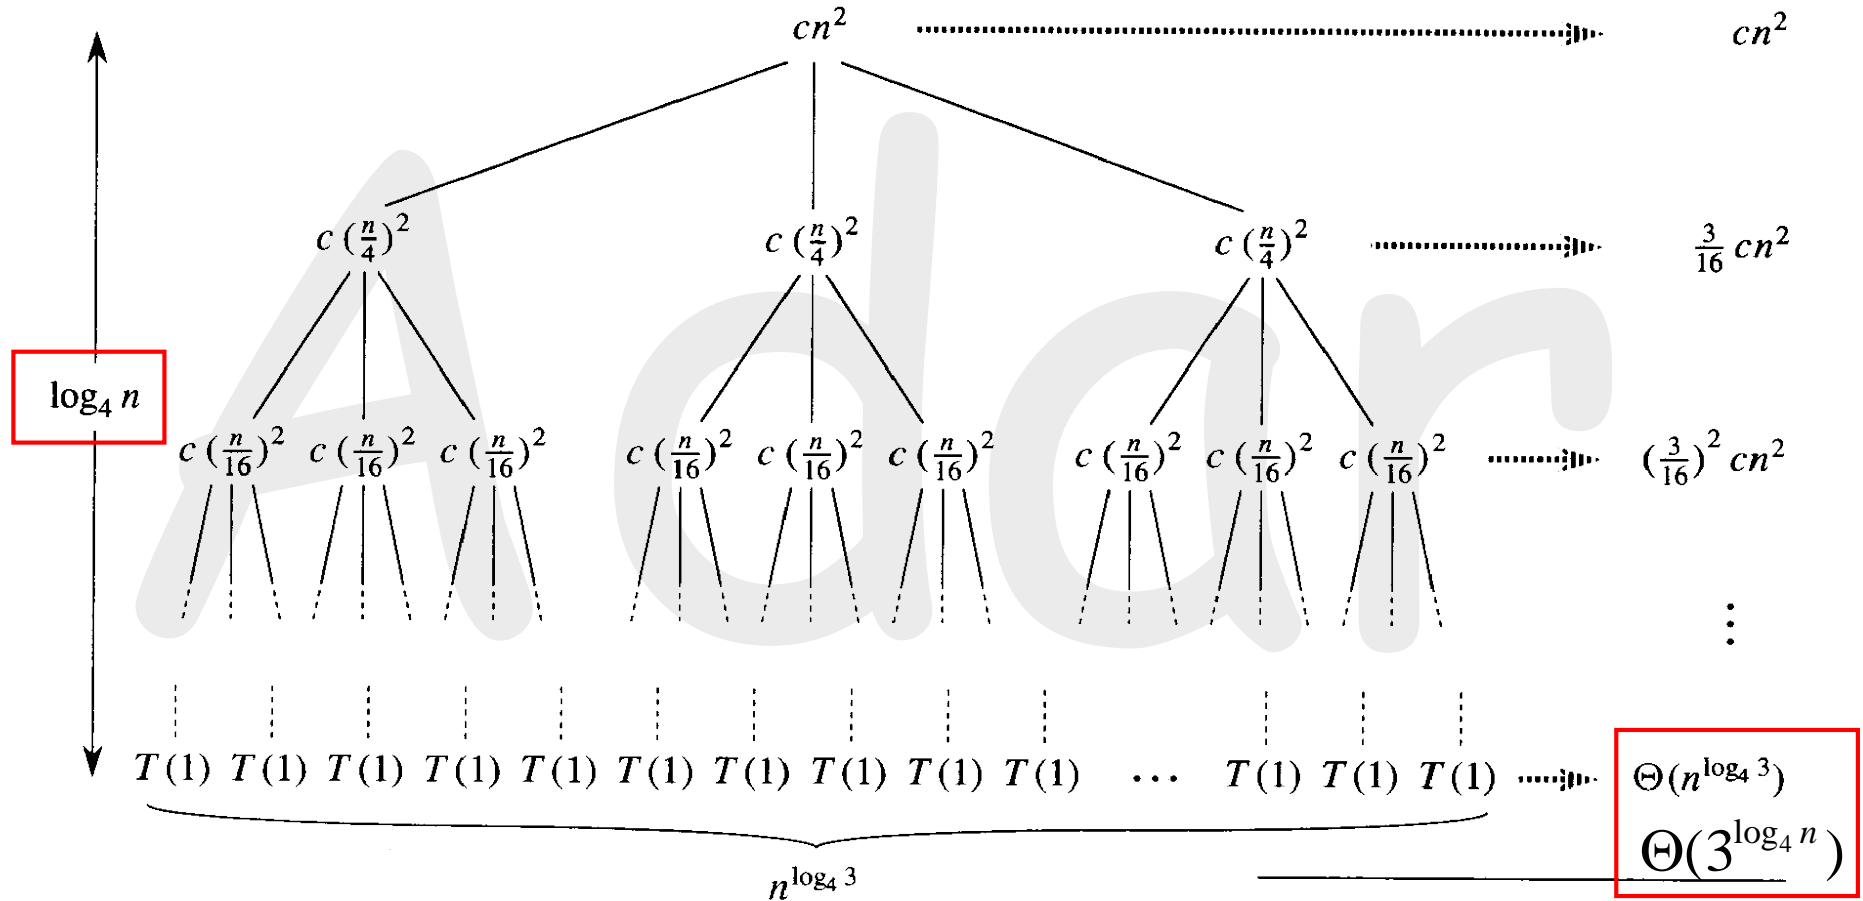 cn² cn²
c (n/4)² c (n/4)² c (n/4)² 3/16 cn²
log₄ n
c (n/16)² c (n/16)² c (n/16)² c (n/16)² c (n/16)² c (n/16)² c (n/16)² c (n/16)² c (n/16)² (3/16)² cn²
⋮
T(1) T(1) T(1) T(1) T(1) T(1) T(1) T(1) T(1) T(1) ... T(1) T(1) T(1) Θ(n^{log₄ 3})
Θ(3^{log₄ n})
n^{log₄ 3}
Adar